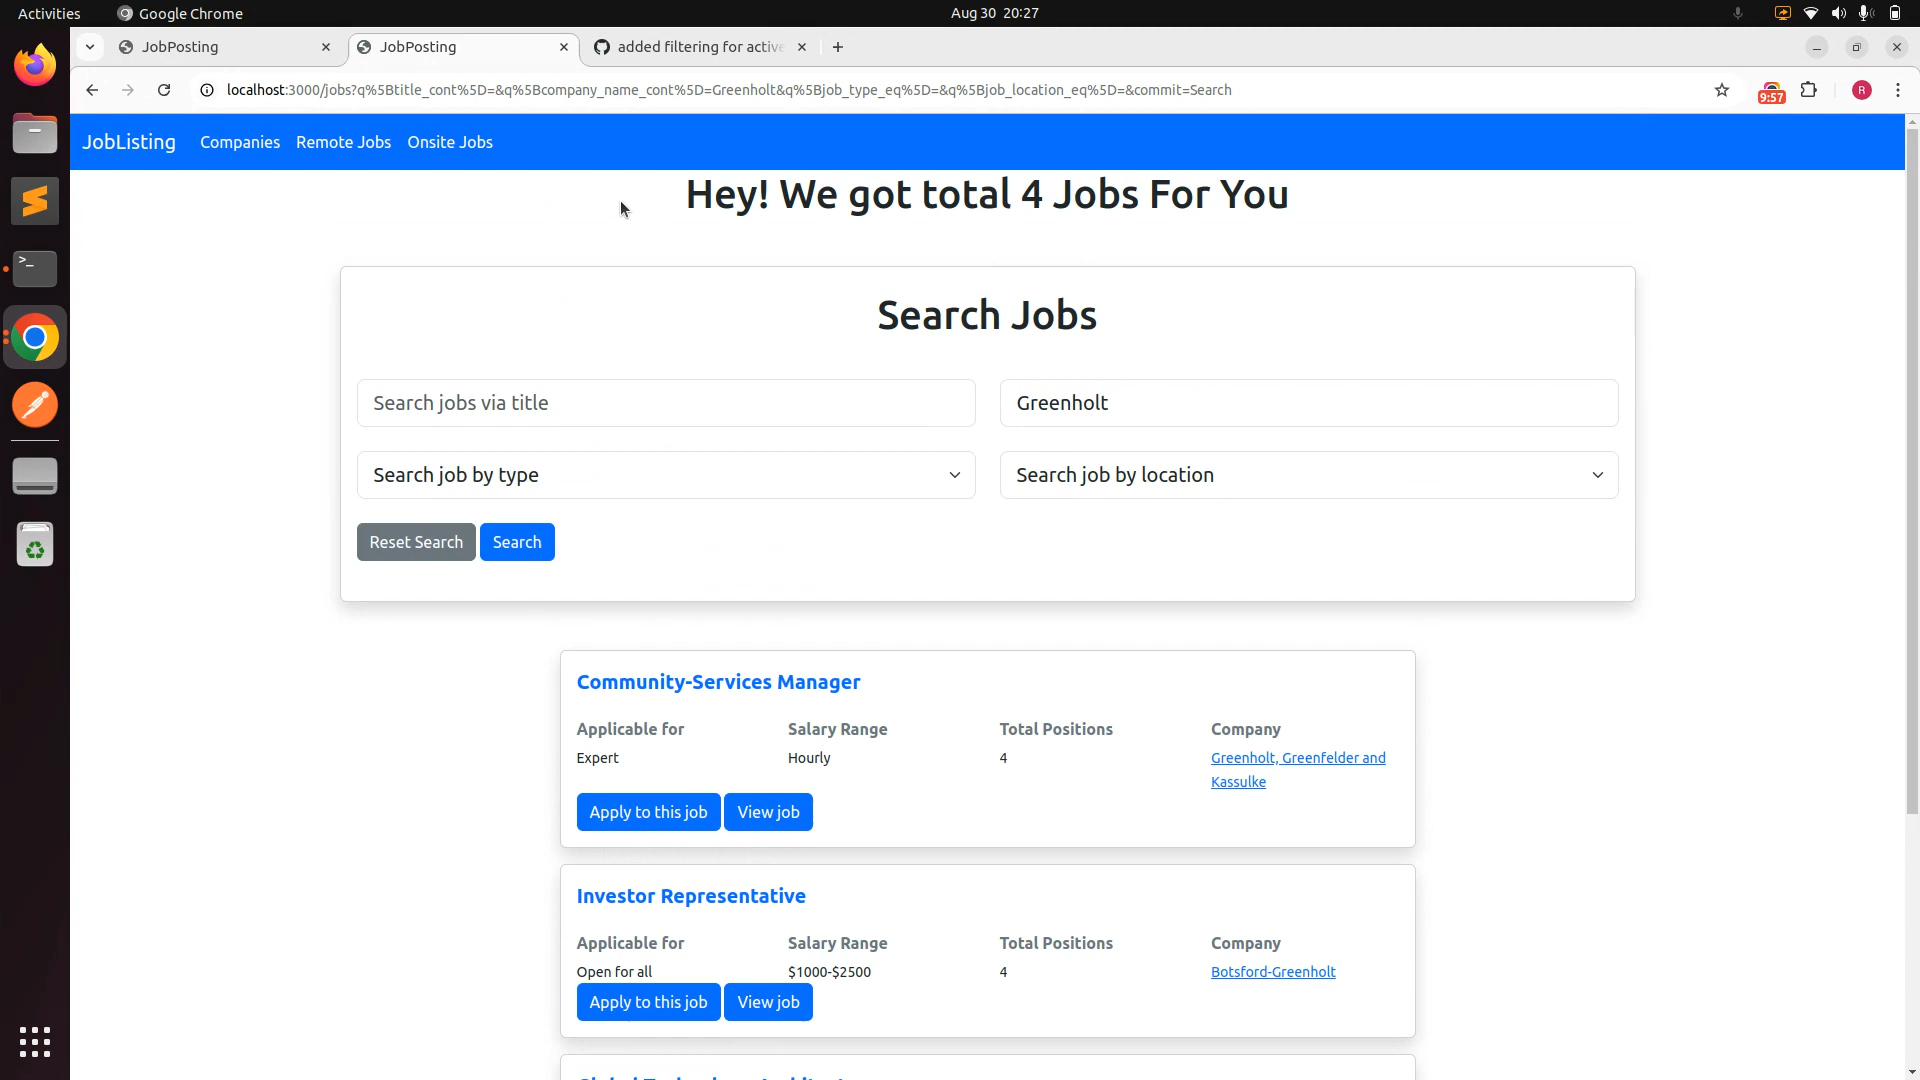 Activities
Google Chrome
Aug 30 20:27
JobPosting
JobPosting
added filtering for active
localhost:3000/jobs?q%5Btitle_cont%5D=&q%5Bcompany_name_cont%5D=Greenholt&q%5Bjob_type_eq%5D=&q%5Bjob_location_eq%5D=&commit=Search
9:57
R
JobListing
Companies
Remote Jobs
Onsite Jobs
Hey! We got total 4 Jobs For You
Search Jobs
Search jobs via title
Greenholt
Search job by type
Search job by location
Reset Search
Search
Community-Services Manager
Applicable for
Salary Range
Total Positions
Company
Expert
Hourly
4
Greenholt, Greenfelder and
Kassulke
Apply to this job
View job
Investor Representative
Applicable for
Salary Range
Total Positions
Company
Open for all
$1000-$2500
4
Botsford-Greenholt
Apply to this job
View job